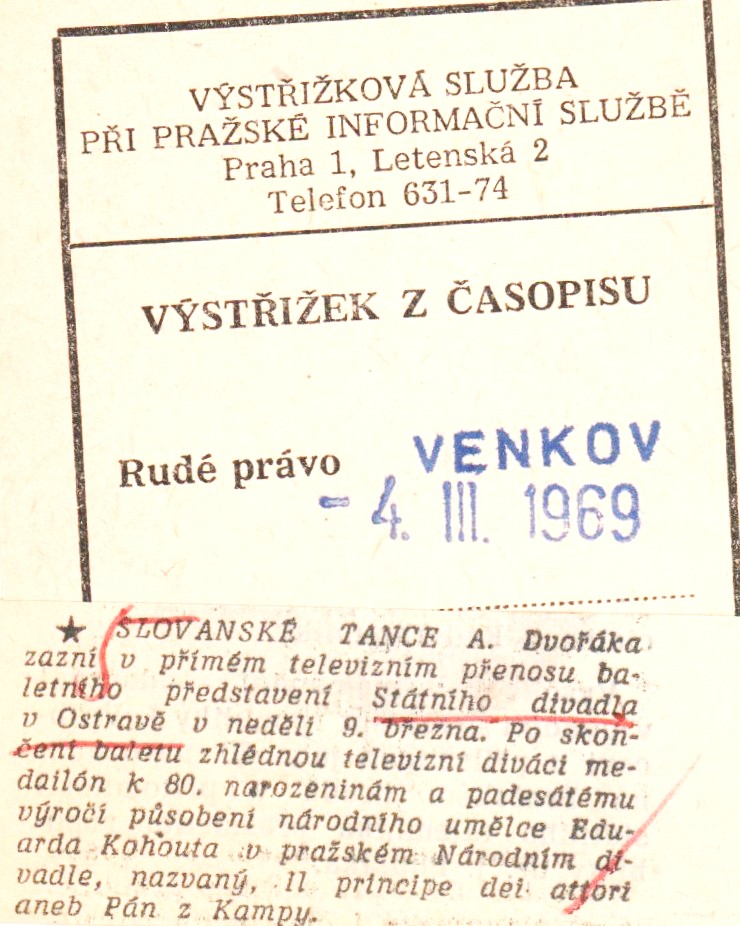 VÝSTŘIŽKOVÁ SLUŽBA
PŘI PRAŽSKÉ INFORMAČNÍ SLUŽBĚ
Praha 1, Letenská 2
Telefon 631-74
VÝSTŘIŽEK Z ČASOPISU
Rudé právo VENKOV
- 4. III. 1969
★ SLOVANSKÉ TANCE A. Dvořáka
zazní v přímém televizním přenosu ba-
letního představení Státního divadla
v Ostravě v neděli 9. března. Po skon-
čení baletu zhlédnou televizní diváci me-
dailón k 80. narozeninám a padesátému
výročí působení národního umělce Edu-
arda Kohouta v pražském Národním di-
vadle, nazvaný, Il principe dei attori
aneb Pán z Kampy.